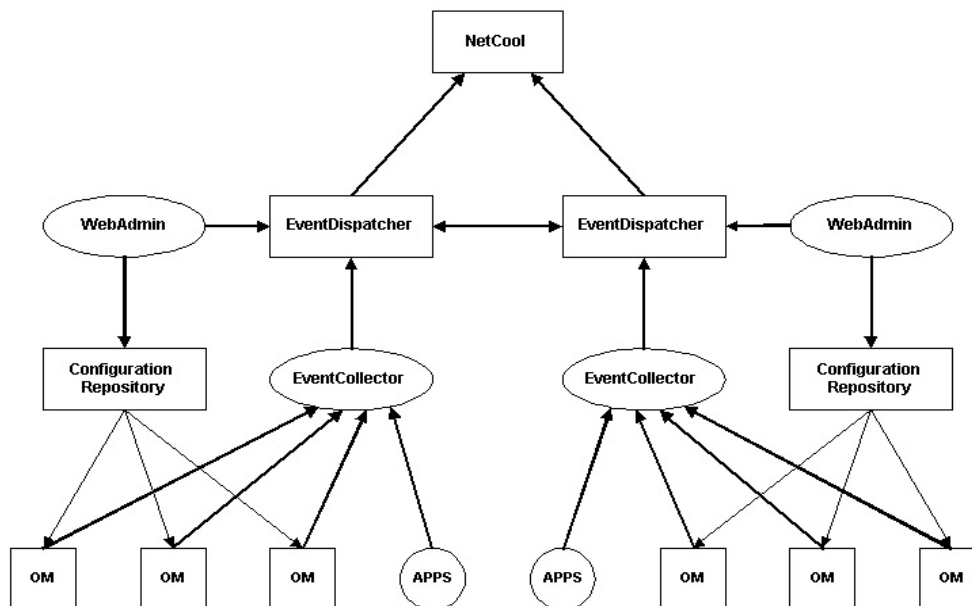 NetCool
WebAdmin
EventDispatcher
EventDispatcher
WebAdmin
Configuration
Repository
EventCollector
EventCollector
Configuration
Repository
OM
OM
OM
APPS
APPS
OM
OM
OM